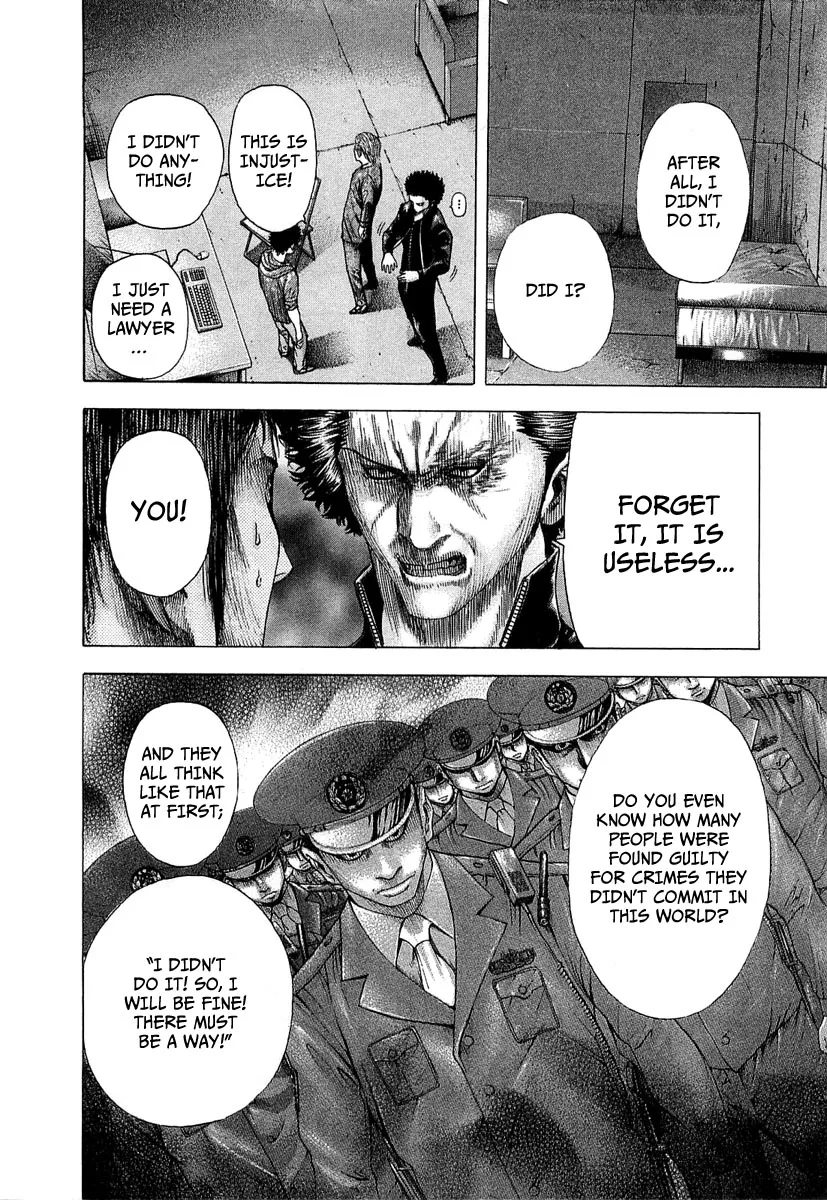 AFTER
ALL, I
DIDN'T
DO IT,
DID I?
THIS IS
INJUST-
ICE!
I DIDN'T
DO ANY-
THING!
I JUST
NEED A
LAWYER
...
...
FORGET
IT, IT IS
USELESS...
YOU!
DO YOU EVEN
KNOW HOW MANY
PEOPLE WERE
FOUND GUILTY
FOR CRIMES THEY
DIDN'T COMMIT IN
THIS WORLD?
AND THEY
ALL THINK
LIKE THAT
AT FIRST;
"I DIDN'T
DO IT! SO, I
WILL BE FINE!
THERE MUST
BE A WAY!"